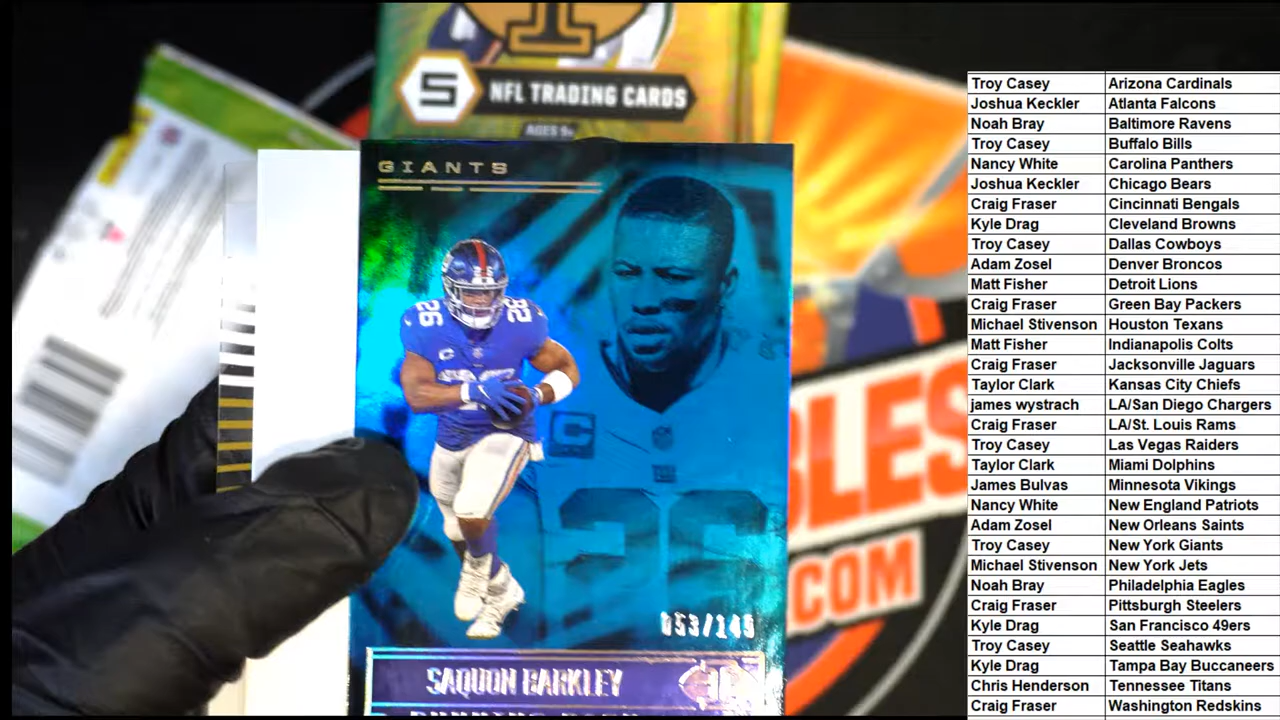 5
NFL TRADING CARDS
AGES 9+
GIANTS
26
C
26
053/149
SAQUON BARKLEY
BLES
.COM
Troy Casey Arizona Cardinals
Joshua Keckler Atlanta Falcons
Noah Bray Baltimore Ravens
Troy Casey Buffalo Bills
Nancy White Carolina Panthers
Joshua Keckler Chicago Bears
Craig Fraser Cincinnati Bengals
Kyle Drag Cleveland Browns
Troy Casey Dallas Cowboys
Adam Zosel Denver Broncos
Matt Fisher Detroit Lions
Craig Fraser Green Bay Packers
Michael Stivenson Houston Texans
Matt Fisher Indianapolis Colts
Craig Fraser Jacksonville Jaguars
Taylor Clark Kansas City Chiefs
james wystrach LA/San Diego Chargers
Craig Fraser LA/St. Louis Rams
Troy Casey Las Vegas Raiders
Taylor Clark Miami Dolphins
James Bulvas Minnesota Vikings
Nancy White New England Patriots
Adam Zosel New Orleans Saints
Troy Casey New York Giants
Michael Stivenson New York Jets
Noah Bray Philadelphia Eagles
Craig Fraser Pittsburgh Steelers
Kyle Drag San Francisco 49ers
Troy Casey Seattle Seahawks
Kyle Drag Tampa Bay Buccaneers
Chris Henderson Tennessee Titans
Craig Fraser Washington Redskins